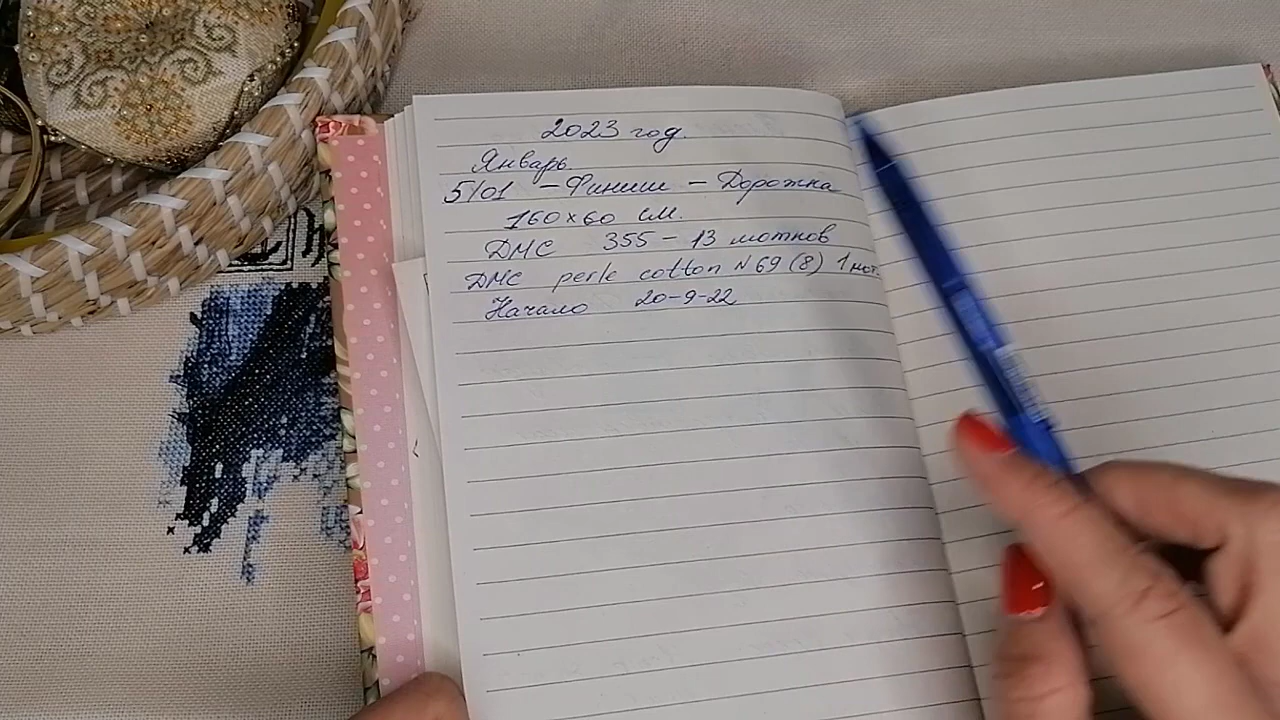 2023 год.
Январь.
5/01 – Финиш – Дорожка
160×60 см.
ДМС 355 – 13 мотков
ДМС perle cotton N 69 (8) 1 мот.
Начало 20-9-22